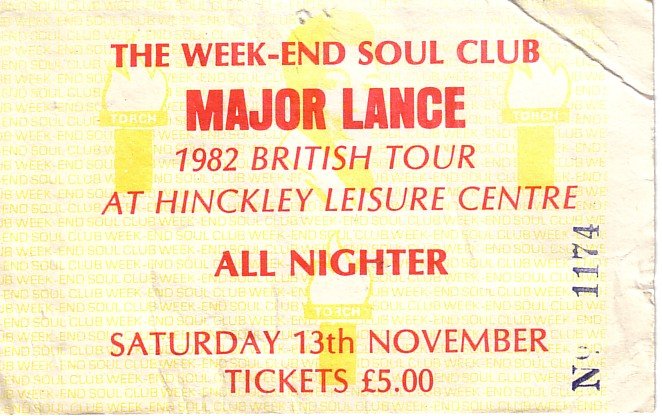 THE WEEK-END SOUL CLUB
MAJOR LANCE
1982 BRITISH TOUR
AT HINCKLEY LEISURE CENTRE
ALL NIGHTER
SATURDAY 13th NOVEMBER
TICKETS £5.00
Nº 1174
TORCH
TORCH
TORCH